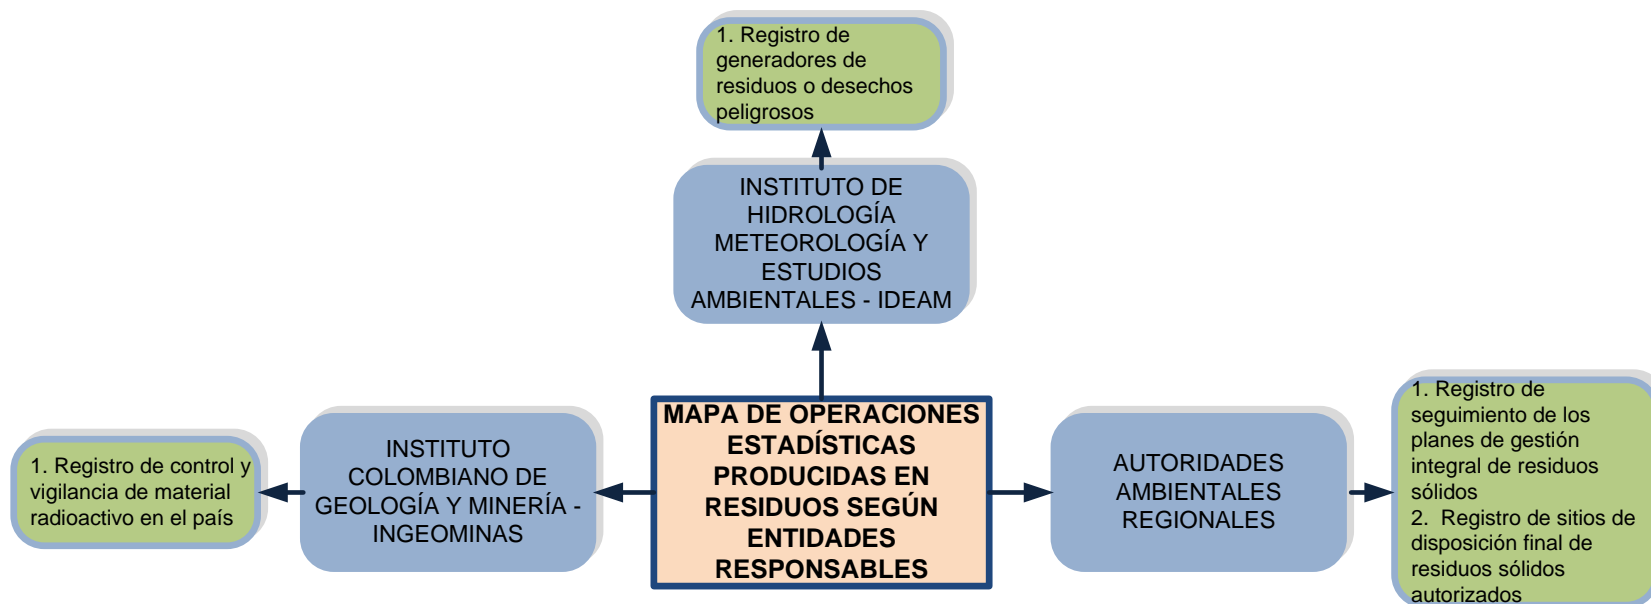 1. Registro de
generadores de
residuos o desechos
peligrosos
INSTITUTO DE
HIDROLOGÍA
METEOROLOGÍA Y
ESTUDIOS
AMBIENTALES - IDEAM
1. Registro de control y
vigilancia de material
radioactivo en el país
INSTITUTO
COLOMBIANO DE
GEOLOGÍA Y MINERÍA -
INGEOMINAS
MAPA DE OPERACIONES
ESTADÍSTICAS
PRODUCIDAS EN
RESIDUOS SEGÚN
ENTIDADES
RESPONSABLES
AUTORIDADES
AMBIENTALES
REGIONALES
1. Registro de
seguimiento de los
planes de gestión
integral de residuos
sólidos
2. Registro de sitios de
disposición final de
residuos sólidos
autorizados